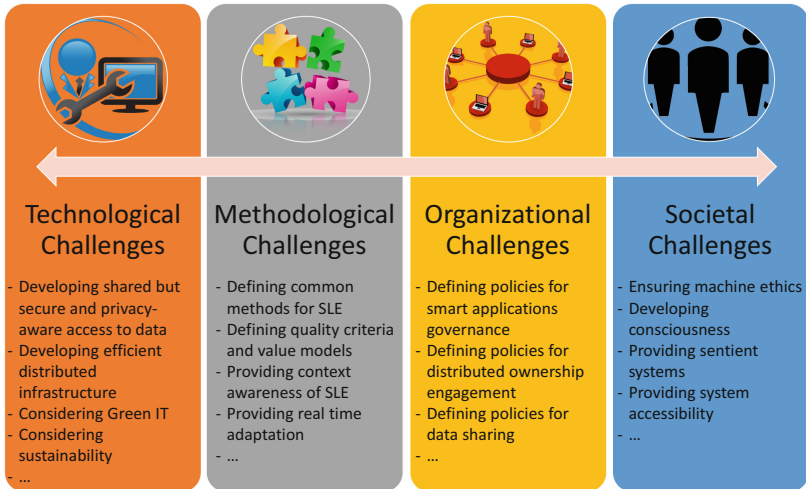 Technological
Challenges
- Developing shared but
secure and privacy-
aware access to data
- Developing efficient
distributed
infrastructure
- Considering Green IT
- Considering
sustainability
- ...
Methodological
Challenges
- Defining common
methods for SLE
- Defining quality criteria
and value models
- Providing context
awareness of SLE
- Providing real time
adaptation
- ...
Organizational
Challenges
- Defining policies for
smart applications
governance
- Defining policies for
distributed ownership
engagement
- Defining policies for
data sharing
- ...
Societal
Challenges
- Ensuring machine ethics
- Developing
consciousness
- Providing sentient
systems
- Providing system
accessibility
- ...